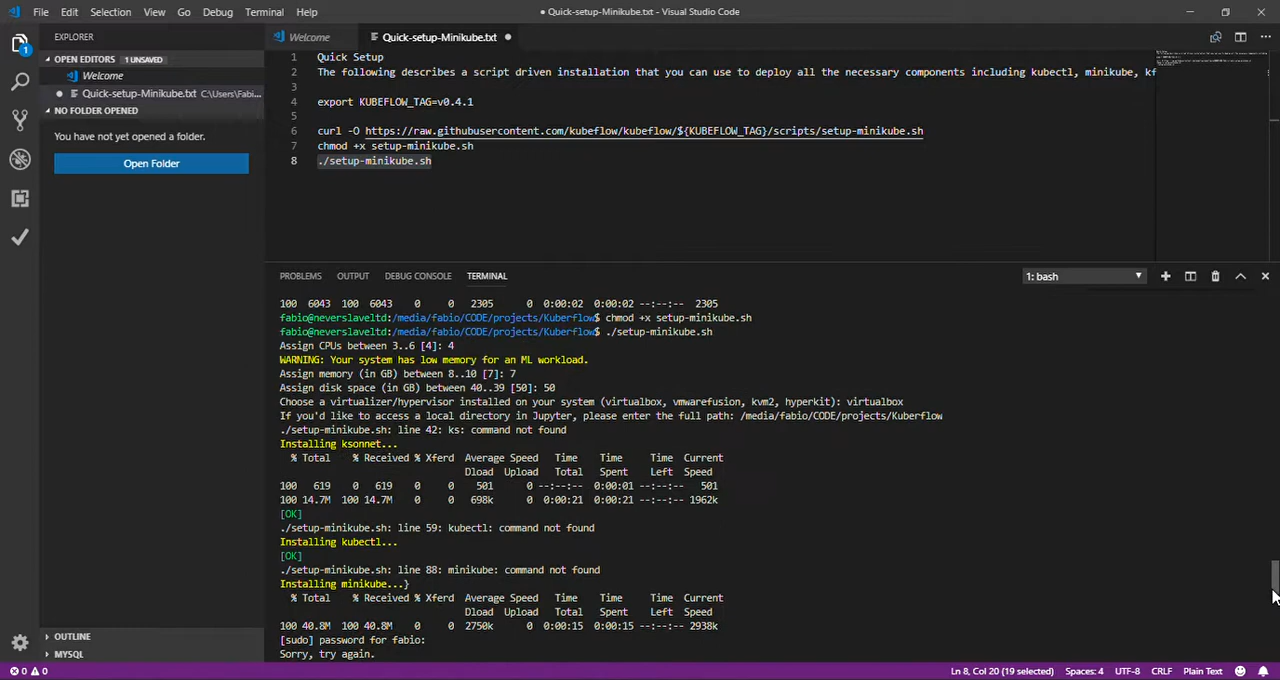 File Edit Selection View Go Debug Terminal Help
● Quick-setup-Minikube.txt - Visual Studio Code
EXPLORER
OPEN EDITORS 1 UNSAVED
Welcome
Quick-setup-Minikube.txt C:\Users\Fabi...
NO FOLDER OPENED
You have not yet opened a folder.
Open Folder
OUTLINE
MYSQL
1
Welcome
Quick-setup-Minikube.txt
1 Quick Setup
2 The following describes a script driven installation that you can use to deploy all the necessary components including kubectl, minikube, kf
3
4 export KUBEFLOW_TAG=v0.4.1
5
6 curl -O https://raw.githubusercontent.com/kubeflow/kubeflow/${KUBEFLOW_TAG}/scripts/setup-minikube.sh
7 chmod +x setup-minikube.sh
8 ./setup-minikube.sh
PROBLEMS OUTPUT DEBUG CONSOLE TERMINAL
1: bash
100 6043 100 6043 0 0 2305 0 0:00:02 0:00:02 --:--:-- 2305
fabio@neverslaveltd:/media/fabio/CODE/projects/Kuberflow$ chmod +x setup-minikube.sh
fabio@neverslaveltd:/media/fabio/CODE/projects/Kuberflow$ ./setup-minikube.sh
Assign CPUs between 3..6 [4]: 4
WARNING: Your system has low memory for an ML workload.
Assign memory (in GB) between 8..10 [7]: 7
Assign disk space (in GB) between 40..39 [50]: 50
Choose a virtualizer/hypervisor installed on your system (virtualbox, vmwarefusion, kvm2, hyperkit): virtualbox
If you'd like to access a local directory in Jupyter, please enter the full path: /media/fabio/CODE/projects/Kuberflow
./setup-minikube.sh: line 42: ks: command not found
Installing ksonnet...
% Total % Received % Xferd Average Speed Time Time Time Current
Dload Upload Total Spent Left Speed
100 619 0 619 0 0 501 0 --:--:-- 0:00:01 --:--:-- 501
100 14.7M 100 14.7M 0 0 698k 0 0:00:21 0:00:21 --:--:-- 1962k
[OK]
./setup-minikube.sh: line 59: kubectl: command not found
Installing kubectl...
[OK]
./setup-minikube.sh: line 88: minikube: command not found
Installing minikube...}
% Total % Received % Xferd Average Speed Time Time Time Current
Dload Upload Total Spent Left Speed
100 40.8M 100 40.8M 0 0 2750k 0 0:00:15 0:00:15 --:--:-- 2938k
[sudo] password for fabio:
Sorry, try again.
0 0
Ln 8, Col 20 (19 selected) Spaces: 4 UTF-8 CRLF Plain Text